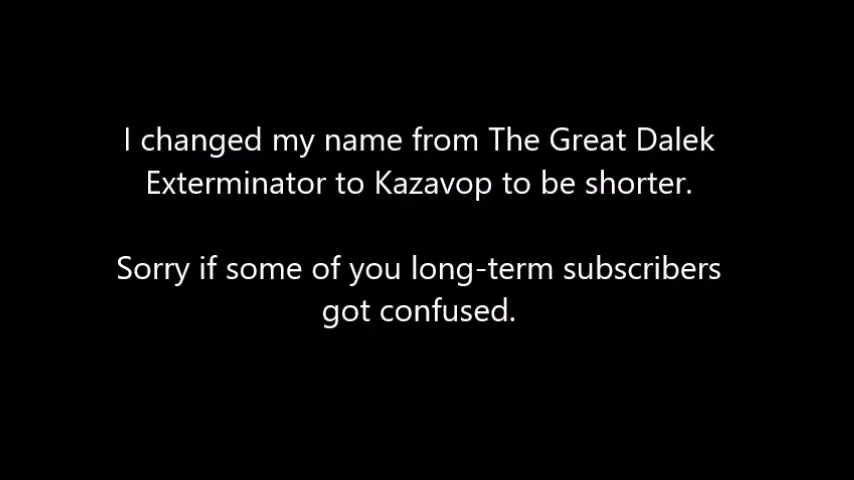 I changed my name from The Great Dalek
Exterminator to Kazavop to be shorter.
Sorry if some of you long-term subscribers
got confused.